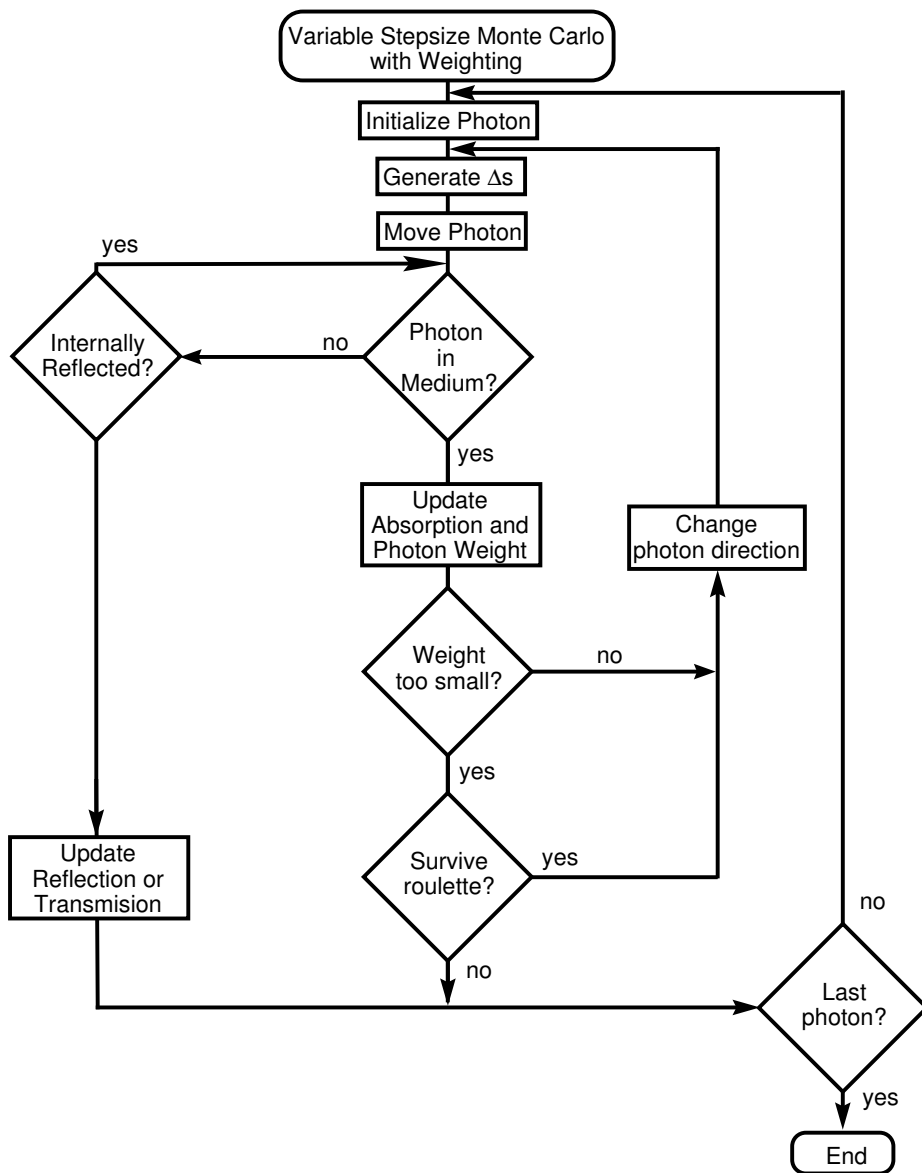 Variable Stepsize Monte Carlo
with Weighting
Initialize Photon
Generate Δs
Move Photon
yes
Internally
Reflected?
no
Photon
in
Medium?
yes
Update
Absorption and
Photon Weight
Change
photon direction
Weight
too small?
no
yes
Update
Reflection or
Transmision
Survive
roulette?
yes
no
no
Last
photon?
yes
End